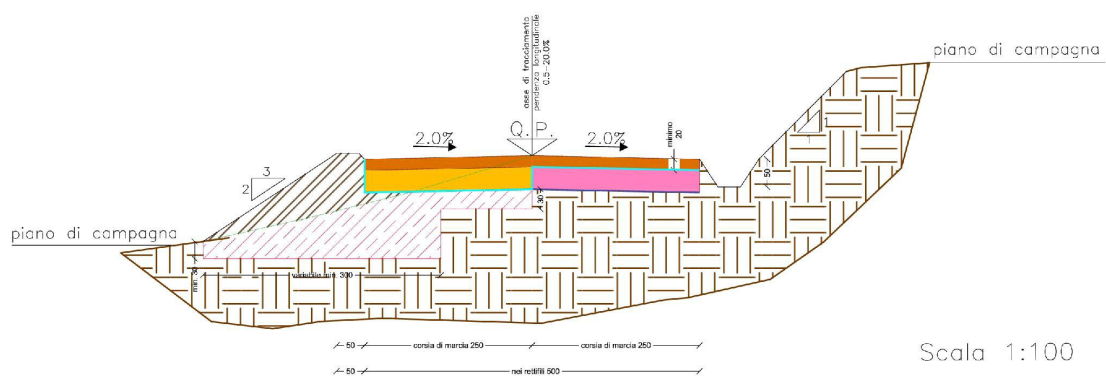 asse di tracciamento
pendenza longitudinale
0.5-20.0%
piano di campagna
Q.P.
2.0%
2.0%
minimo
20
1
1
3
2
50
30
piano di campagna
min. 30
variabile min. 300
50
corsia di marcia 250
corsia di marcia 250
50
nei rettifili 500
Scala 1:100